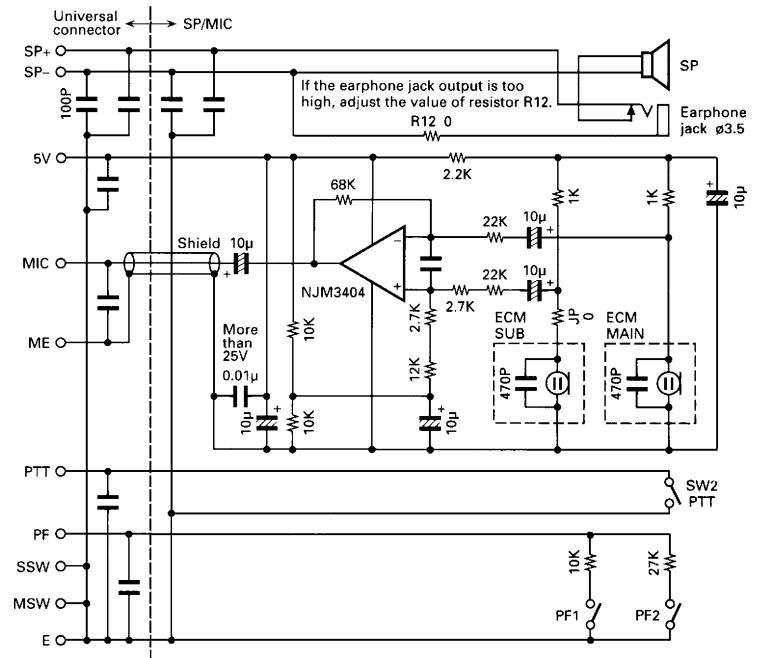 Universal
connector
SP/MIC
SP+
SP−
100P
SP
If the earphone jack output is too
high, adjust the value of resistor R12.
R12 0
Earphone
jack ø3.5
5V
2.2K
68K
1K
1K
10µ
+
Shield
10µ
+
22K
10µ
+
MIC
−
+
NJM3404
22K
10µ
+
2.7K
2.7K
ECM
SUB
JP
0
ECM
MAIN
ME
More
than
25V
0.01µ
10K
12K
470P
470P
10µ
+
10K
10µ
+
PTT
SW2
PTT
PF
10K
27K
SSW
MSW
PF1
PF2
E